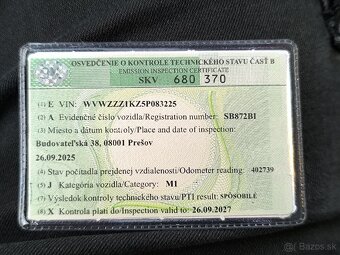 OSVEDČENIE O KONTROLE TECHNICKÉHO STAVU ČASŤ B
EMISSION INSPECTION CERTIFICATE
SKV 680 370
(1) E VIN: WVWZZZ1KZ5P083225
(2) A Evidenčné číslo vozidla/Registration number: SB872BI
(3) Miesto a dátum kontroly/Place and date of inspection:
Budovateľská 38, 08001 Prešov
26.09.2025
(4) Stav počítadla prejdenej vzdialenosti/Odometer reading: 402739
(5) J Kategória vozidla/Category: M1
(7) Výsledok kontroly technického stavu/PTI result: SPÔSOBILÉ
(8) X Kontrola platí do/Inspection valid to: 26.09.2027
bazos.sk